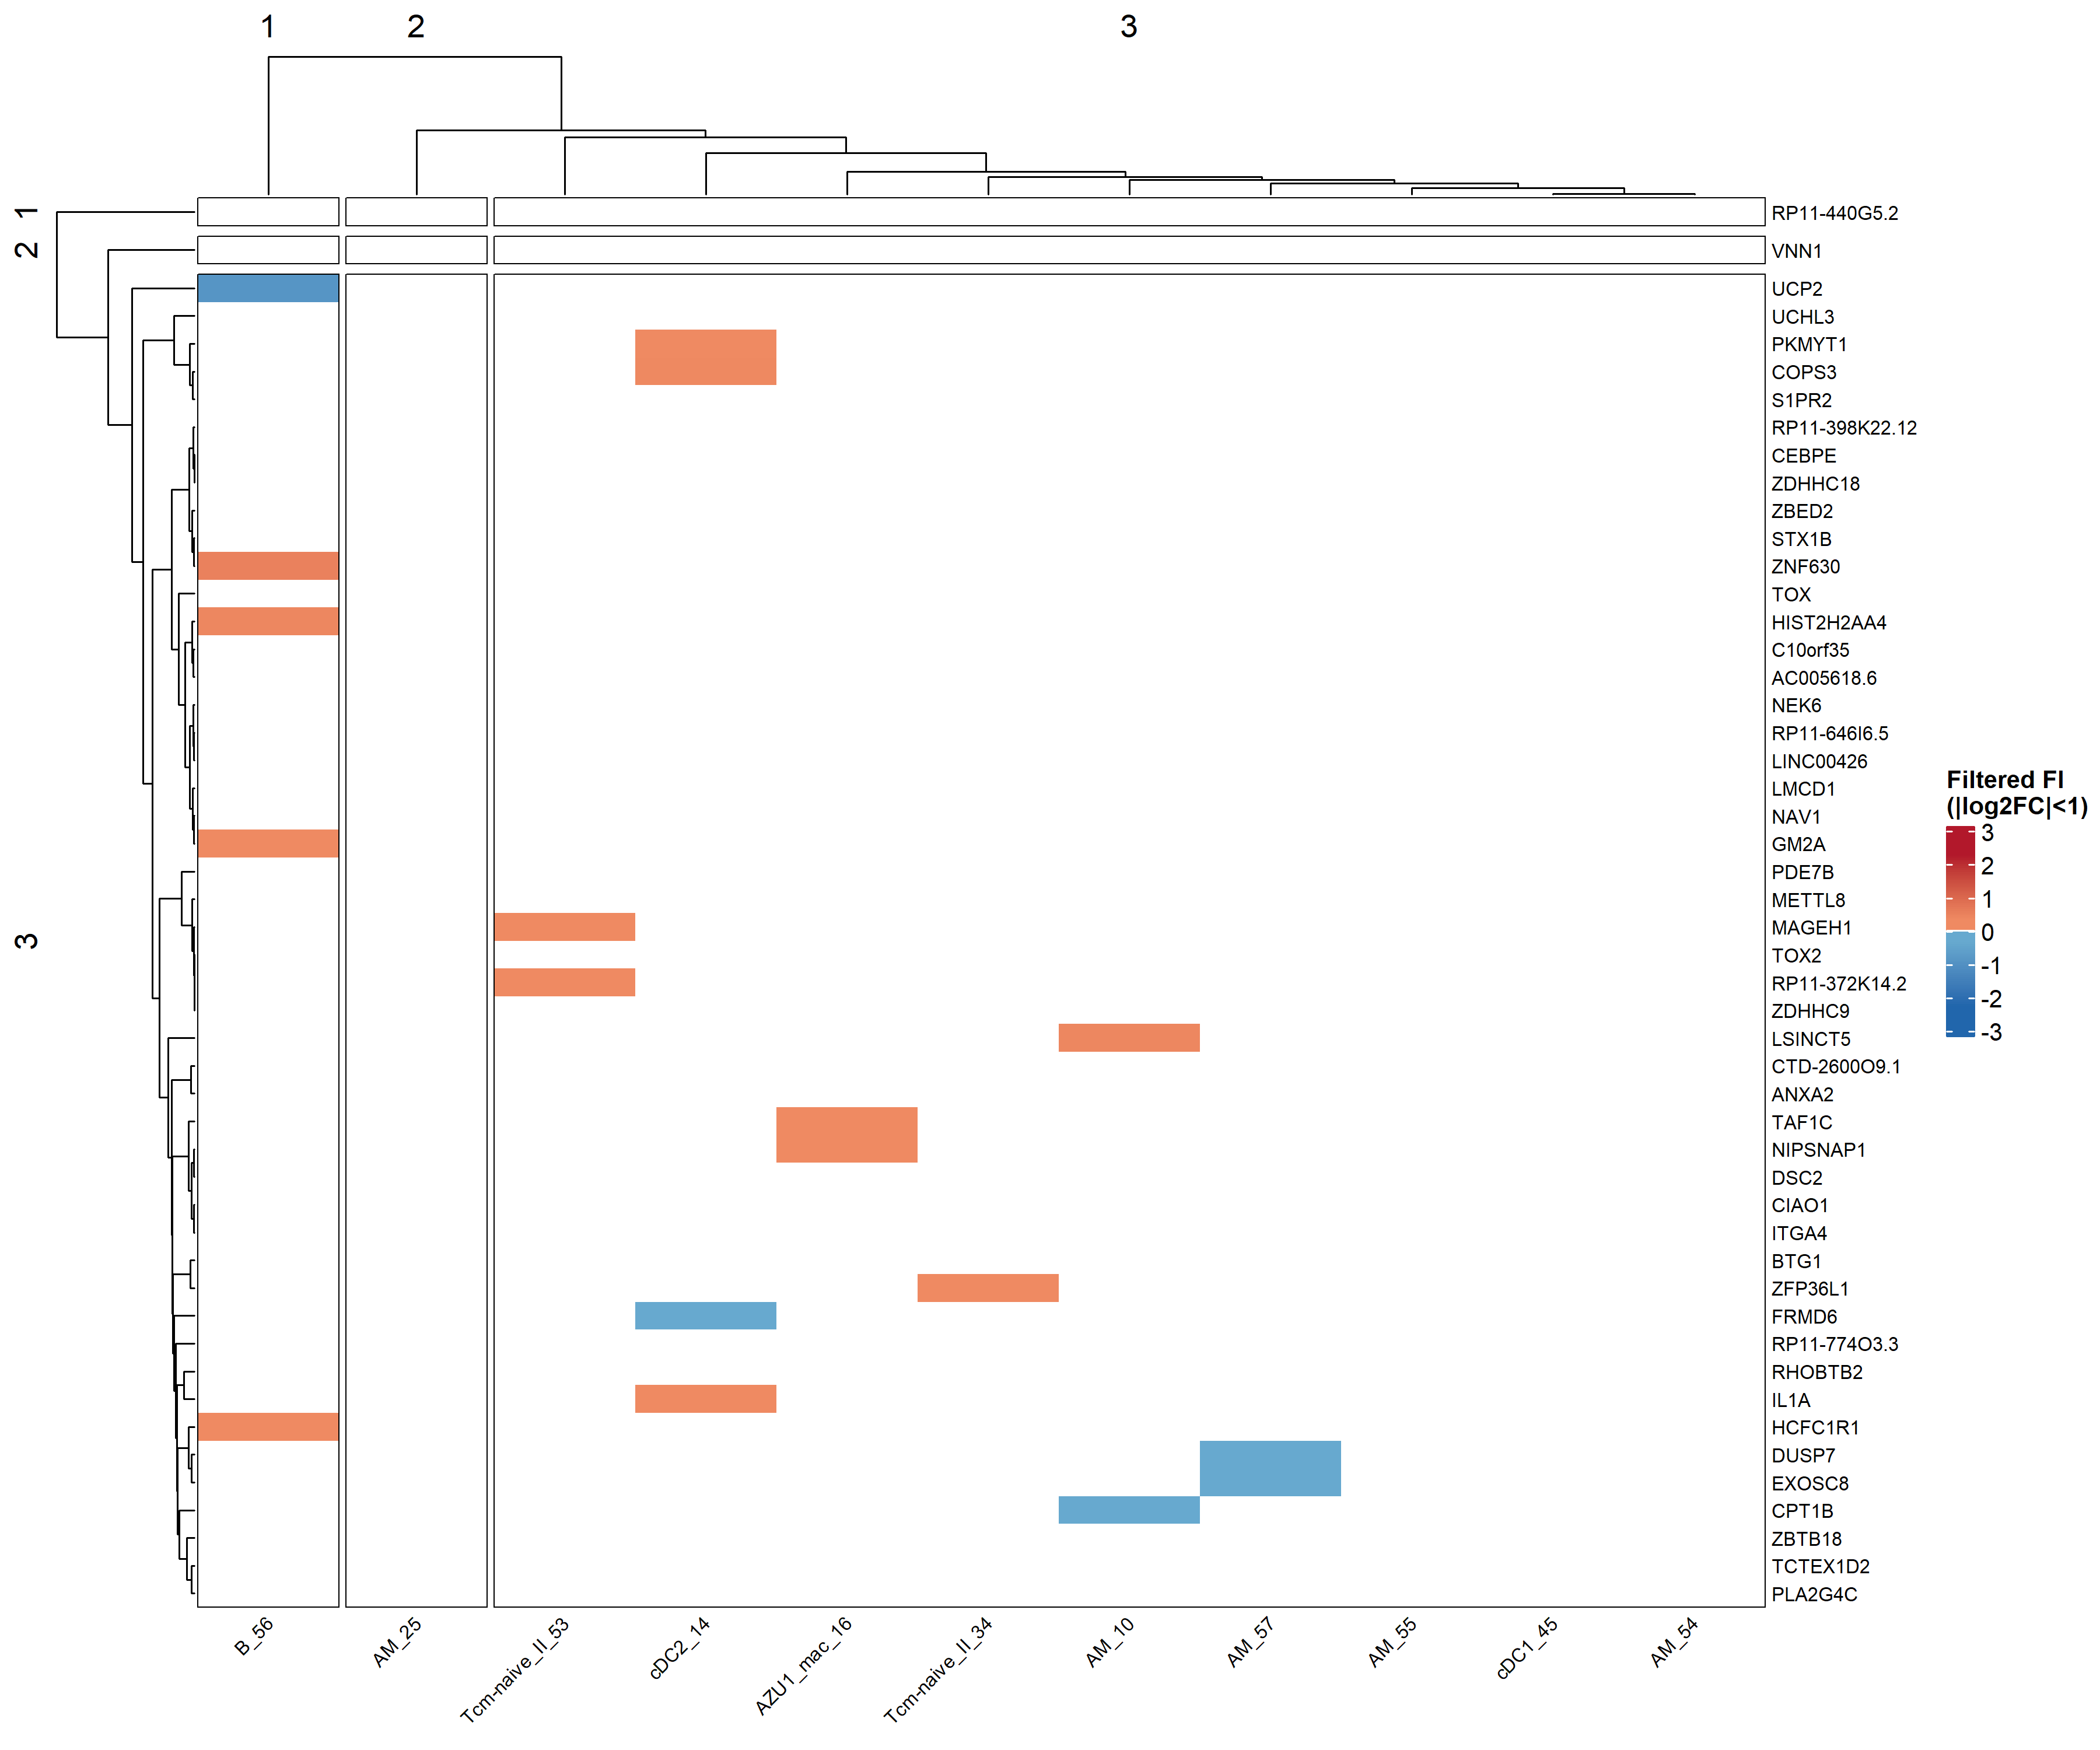 1
2
3
1
2
3
RP11-440G5.2
VNN1
UCP2
UCHL3
PKMYT1
COPS3
S1PR2
RP11-398K22.12
CEBPE
ZDHHC18
ZBED2
STX1B
ZNF630
TOX
HIST2H2AA4
C10orf35
AC005618.6
NEK6
RP11-646I6.5
LINC00426
LMCD1
NAV1
GM2A
PDE7B
METTL8
MAGEH1
TOX2
RP11-372K14.2
ZDHHC9
LSINCT5
CTD-2600O9.1
ANXA2
TAF1C
NIPSNAP1
DSC2
CIAO1
ITGA4
BTG1
ZFP36L1
FRMD6
RP11-774O3.3
RHOBTB2
IL1A
HCFC1R1
DUSP7
EXOSC8
CPT1B
ZBTB18
TCTEX1D2
PLA2G4C
B_56
AM_25
Tcm-naive_II_53
cDC2_14
AZU1_mac_16
Tcm-naive_II_34
AM_10
AM_57
AM_55
cDC1_45
AM_54
Filtered FI
(|log2FC|<1)
3
2
1
0
-1
-2
-3